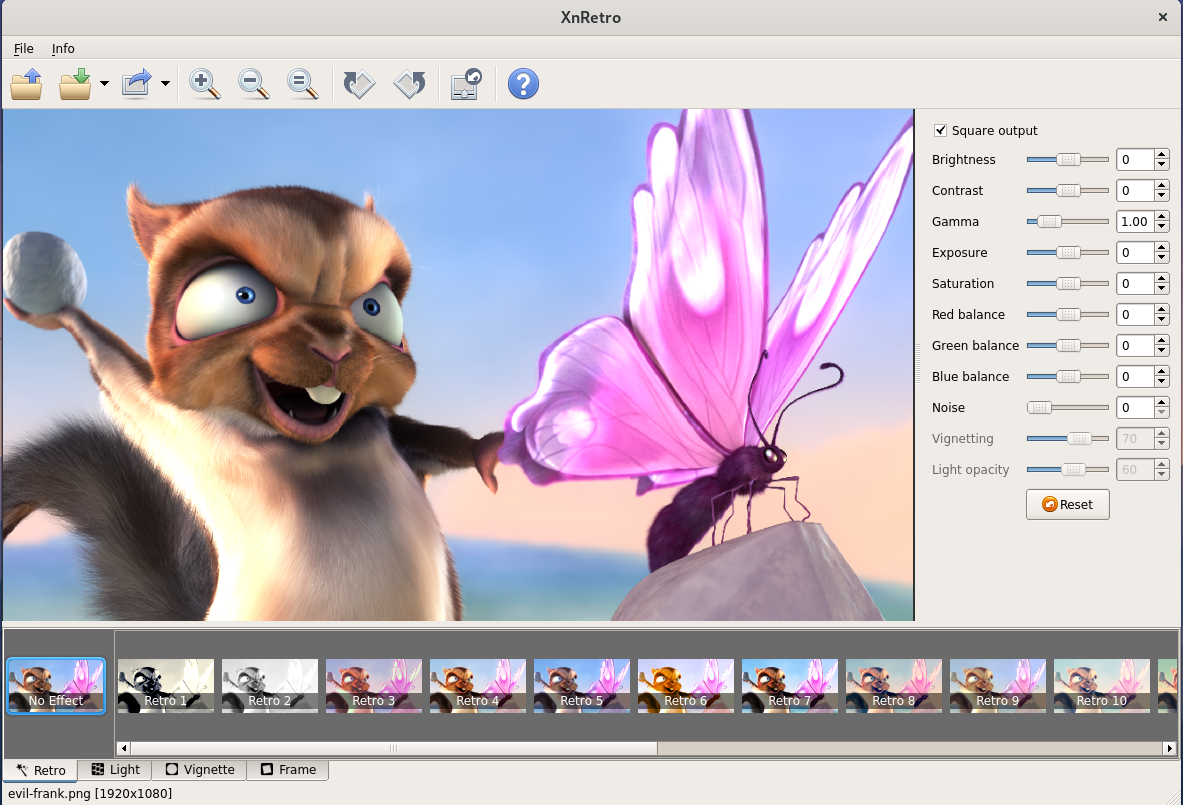 XnRetro
File Info
Square output
Brightness 0
Contrast 0
Gamma 1.00
Exposure 0
Saturation 0
Red balance 0
Green balance 0
Blue balance 0
Noise 0
Vignetting 70
Light opacity 60
Reset
No Effect Retro 1 Retro 2 Retro 3 Retro 4 Retro 5 Retro 6 Retro 7 Retro 8 Retro 9 Retro 10
Retro Light Vignette Frame
evil-frank.png [1920x1080]